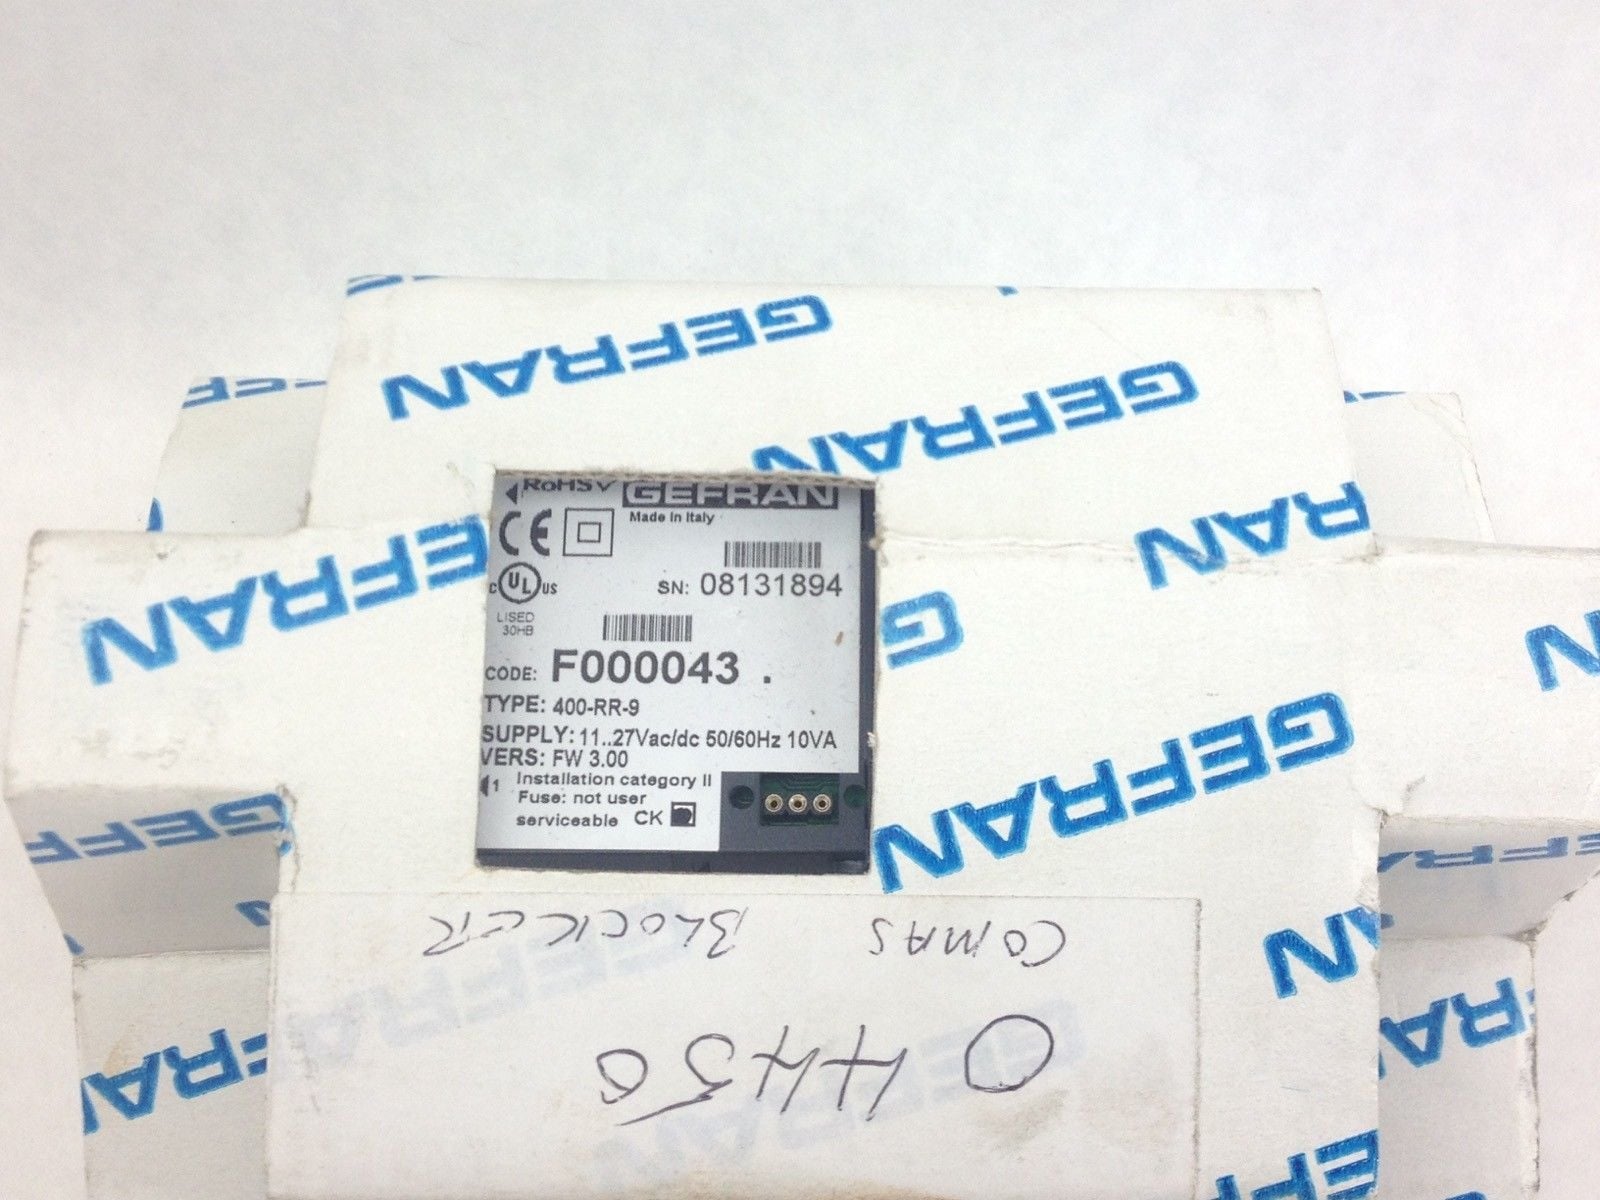 GEFRAN
GEFRAN
GEFRAN
RoHS
GEFRAN
Made in Italy
CE
C UL US
LISED
30HB
SN: 08131894
CODE: F000043 .
TYPE: 400-RR-9
SUPPLY: 11..27Vac/dc 50/60Hz 10VA
VERS: FW 3.00
1 Installation category II
Fuse: not user
serviceable CK
GEFRAN
GEFRAN
COMAS BLOCKER
GEFRAN